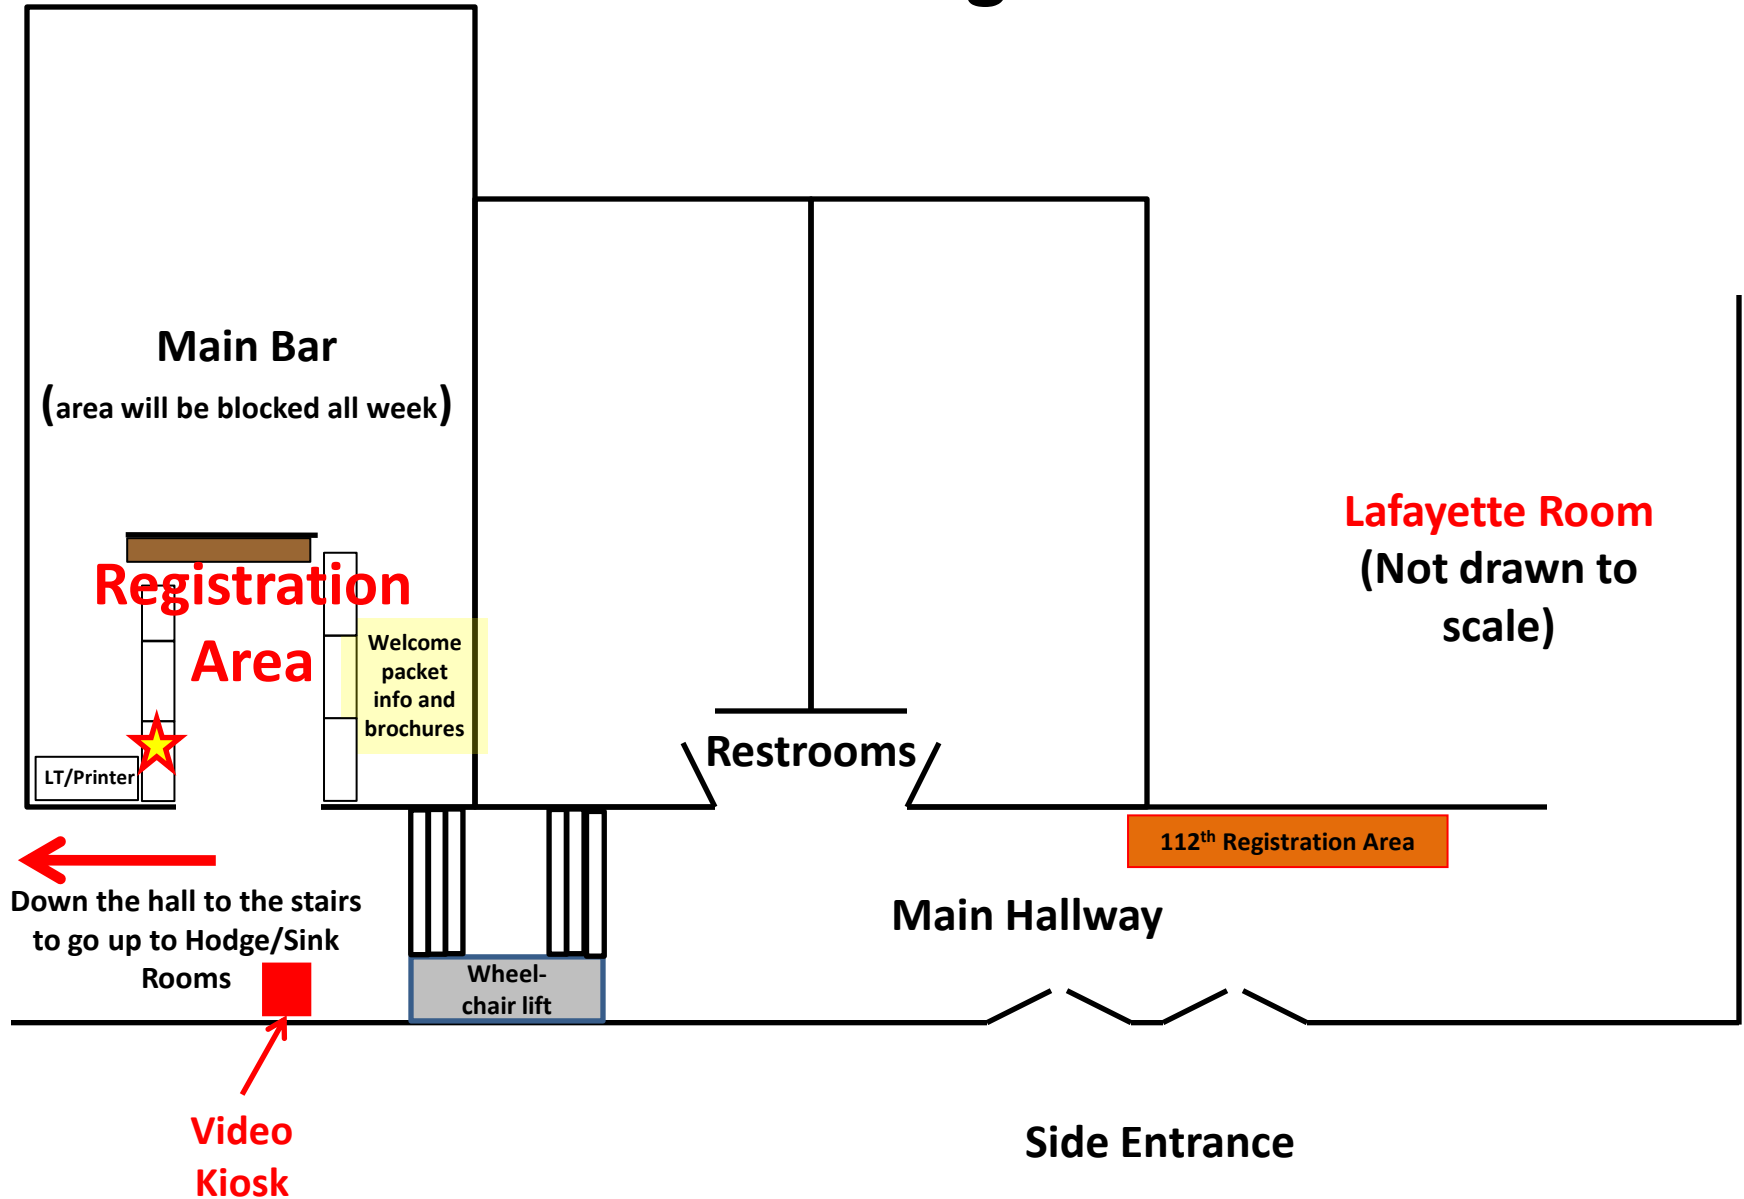 g
Main Bar
(area will be blocked all week)
Registration
Area
Welcome
packet
info and
brochures
LT/Printer
Lafayette Room
(Not drawn to
scale)
Restrooms
112th Registration Area
Down the hall to the stairs
to go up to Hodge/Sink
Rooms
Main Hallway
Wheel-
chair lift
Video
Kiosk
Side Entrance